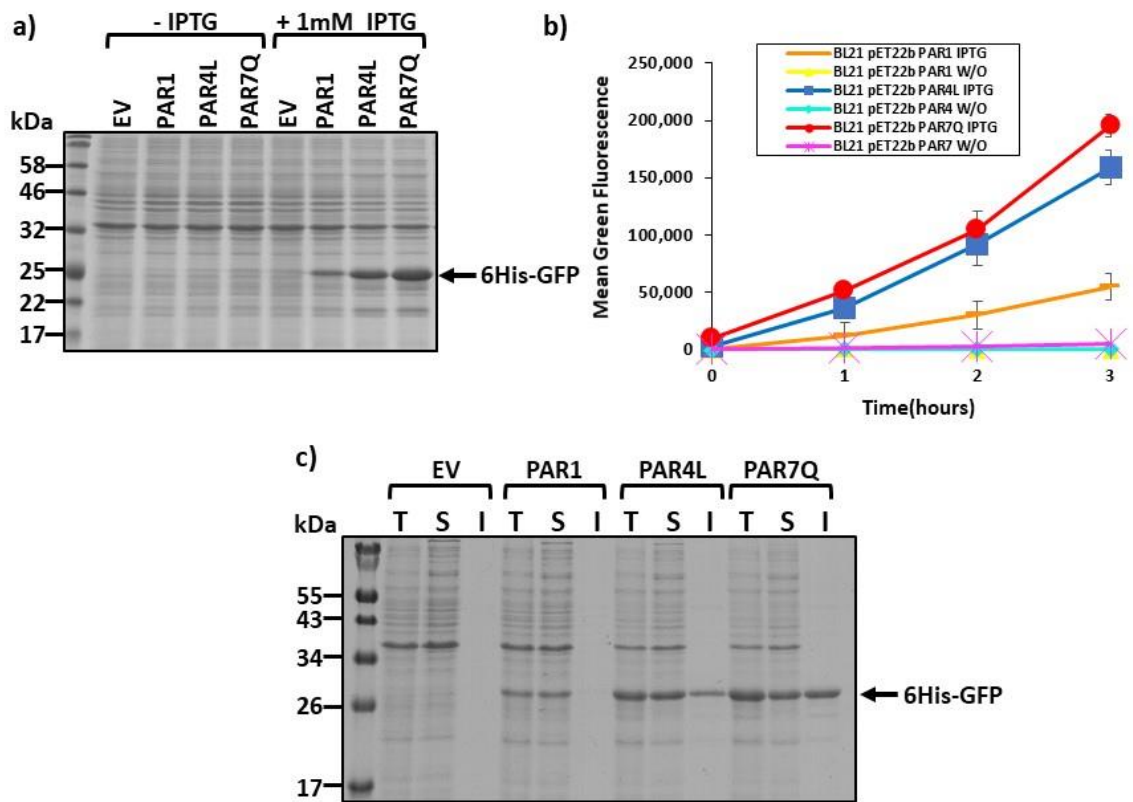 a)
- IPTG
+ 1mM IPTG
kDa
EV
PAR1
PAR4L
PAR7Q
EV
PAR1
PAR4L
PAR7Q
58
46
32
25
22
17
6His-GFP
b)
BL21 pET22b PAR1 IPTG
BL21 pET22b PAR1 W/O
BL21 pET22b PAR4L IPTG
BL21 pET22b PAR4 W/O
BL21 pET22b PAR7Q IPTG
BL21 pET22b PAR7 W/O
Mean Green Fluorescence
250,000
200,000
150,000
100,000
50,000
0
0 1 2 3
Time(hours)
c)
EV PAR1 PAR4L PAR7Q
kDa T S I T S I T S I T S I
55
43
34
26
17
6His-GFP